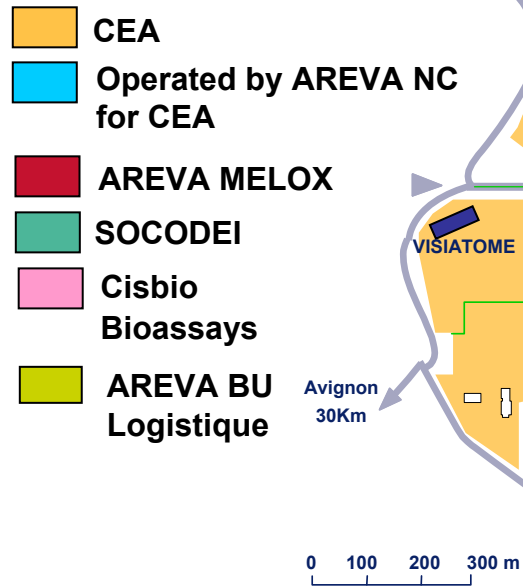 CEA
Operated by AREVA NC
for CEA
AREVA MELOX
SOCODEI
Cisbio
Bioassays
AREVA BU
Logistique
VISIATOME
Avignon
30Km
0 100 200 300 m